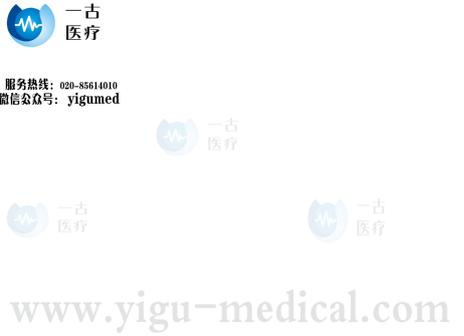 一古
医疗
服务热线：020-85614010
微信公众号：yigumed
一古
医疗
一古
医疗
一古
医疗
www.yigu-medical.com